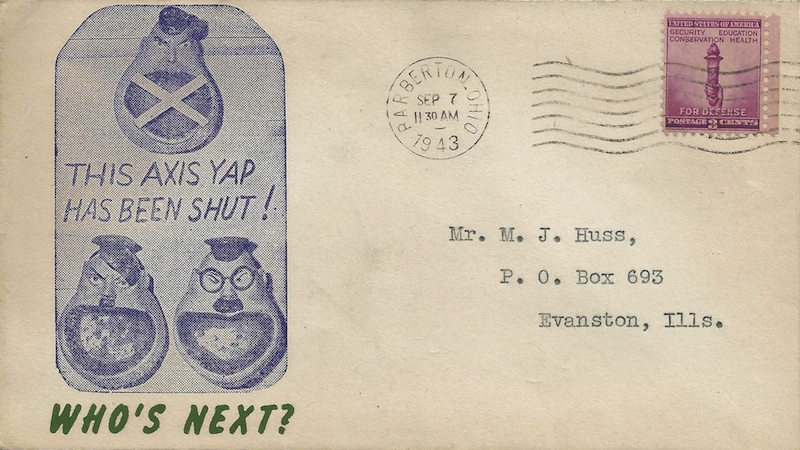 THIS AXIS YAP
HAS BEEN SHUT!
WHO'S NEXT?
BARBERTON, OHIO
SEP 7
11 30 AM
1943
UNITED STATES OF AMERICA
SECURITY EDUCATION
CONSERVATION HEALTH
FOR DEFENSE
POSTAGE 3 CENTS
Mr. M. J. Huss,
P. O. Box 693
Evanston, Ills.